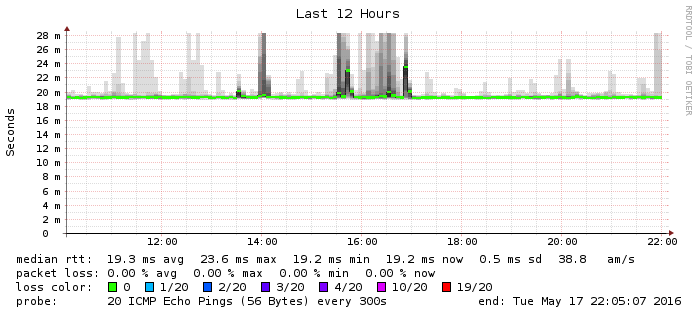 Last 12 Hours
RRDTOOL / TOBI OETIKER
Seconds
28 m
26 m
24 m
22 m
20 m
18 m
16 m
14 m
12 m
10 m
8 m
6 m
4 m
2 m
0
12:00 14:00 16:00 18:00 20:00 22:00
median rtt: 19.3 ms avg 23.6 ms max 19.2 ms min 19.2 ms now 0.5 ms sd 38.8 am/s
packet loss: 0.00 % avg 0.00 % max 0.00 % min 0.00 % now
loss color: 0 1/20 2/20 3/20 4/20 10/20 19/20
probe: 20 ICMP Echo Pings (56 Bytes) every 300s end: Tue May 17 22:05:07 2016